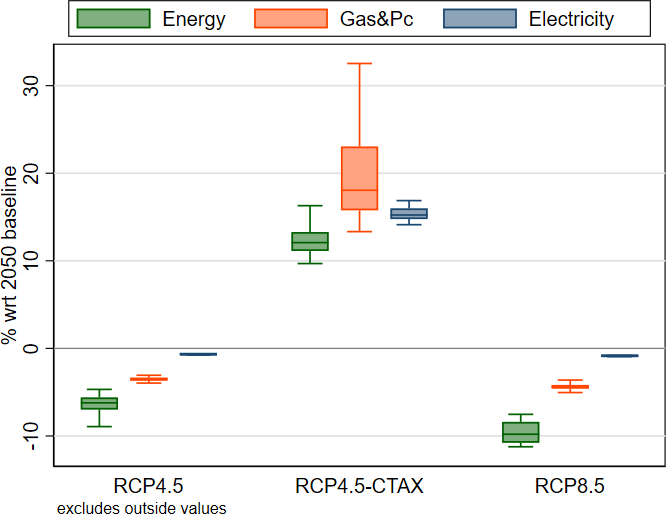 Energy Gas&Pc Electricity
% wrt 2050 baseline
30
20
10
0
-10
RCP4.5 RCP4.5-CTAX RCP8.5
excludes outside values